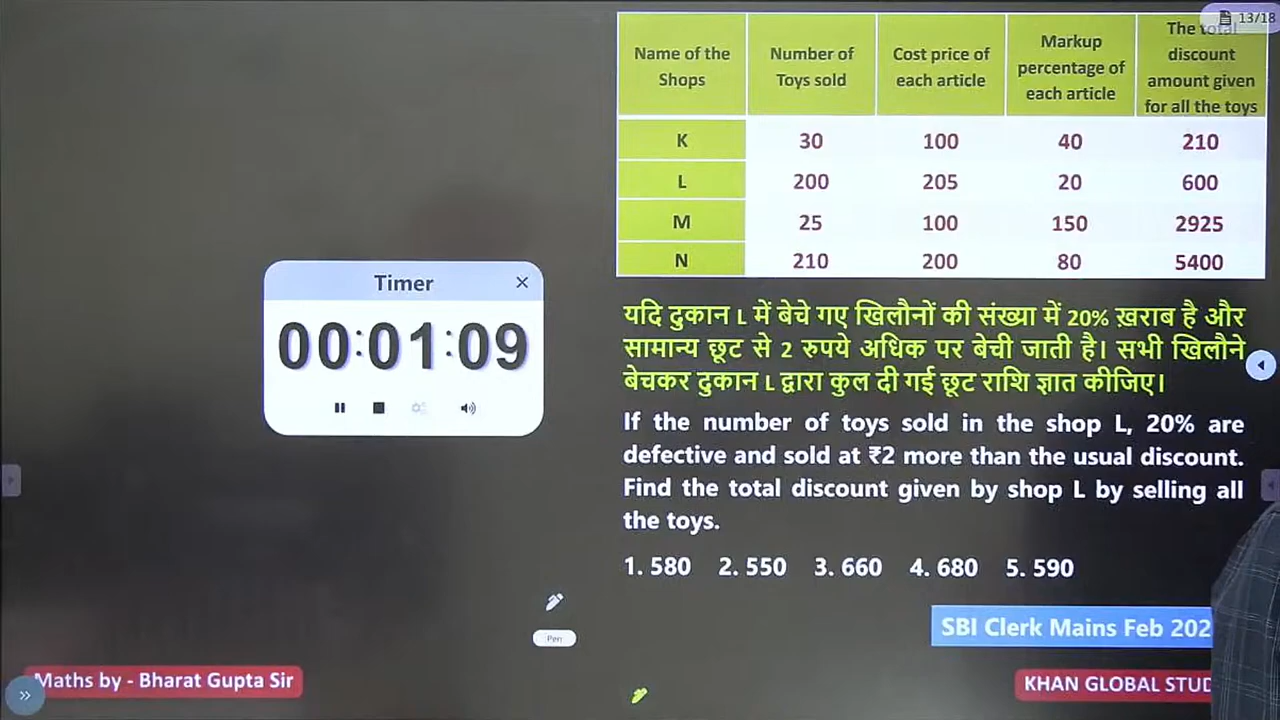 13/18
Name of the Shops
Number of Toys sold
Cost price of each article
Markup percentage of each article
The total discount amount given for all the toys
K 30 100 40 210
L 200 205 20 600
M 25 100 150 2925
N 210 200 80 5400
Timer
00:01:09
यदि दुकान L में बेचे गए खिलौनों की संख्या में 20% ख़राब है और
सामान्य छूट से 2 रुपये अधिक पर बेची जाती है। सभी खिलौने
बेचकर दुकान L द्वारा कुल दी गई छूट राशि ज्ञात कीजिए।
If the number of toys sold in the shop L, 20% are
defective and sold at ₹2 more than the usual discount.
Find the total discount given by shop L by selling all
the toys.
1. 580 2. 550 3. 660 4. 680 5. 590
Pen
SBI Clerk Mains Feb 202
Maths by - Bharat Gupta Sir
KHAN GLOBAL STUD